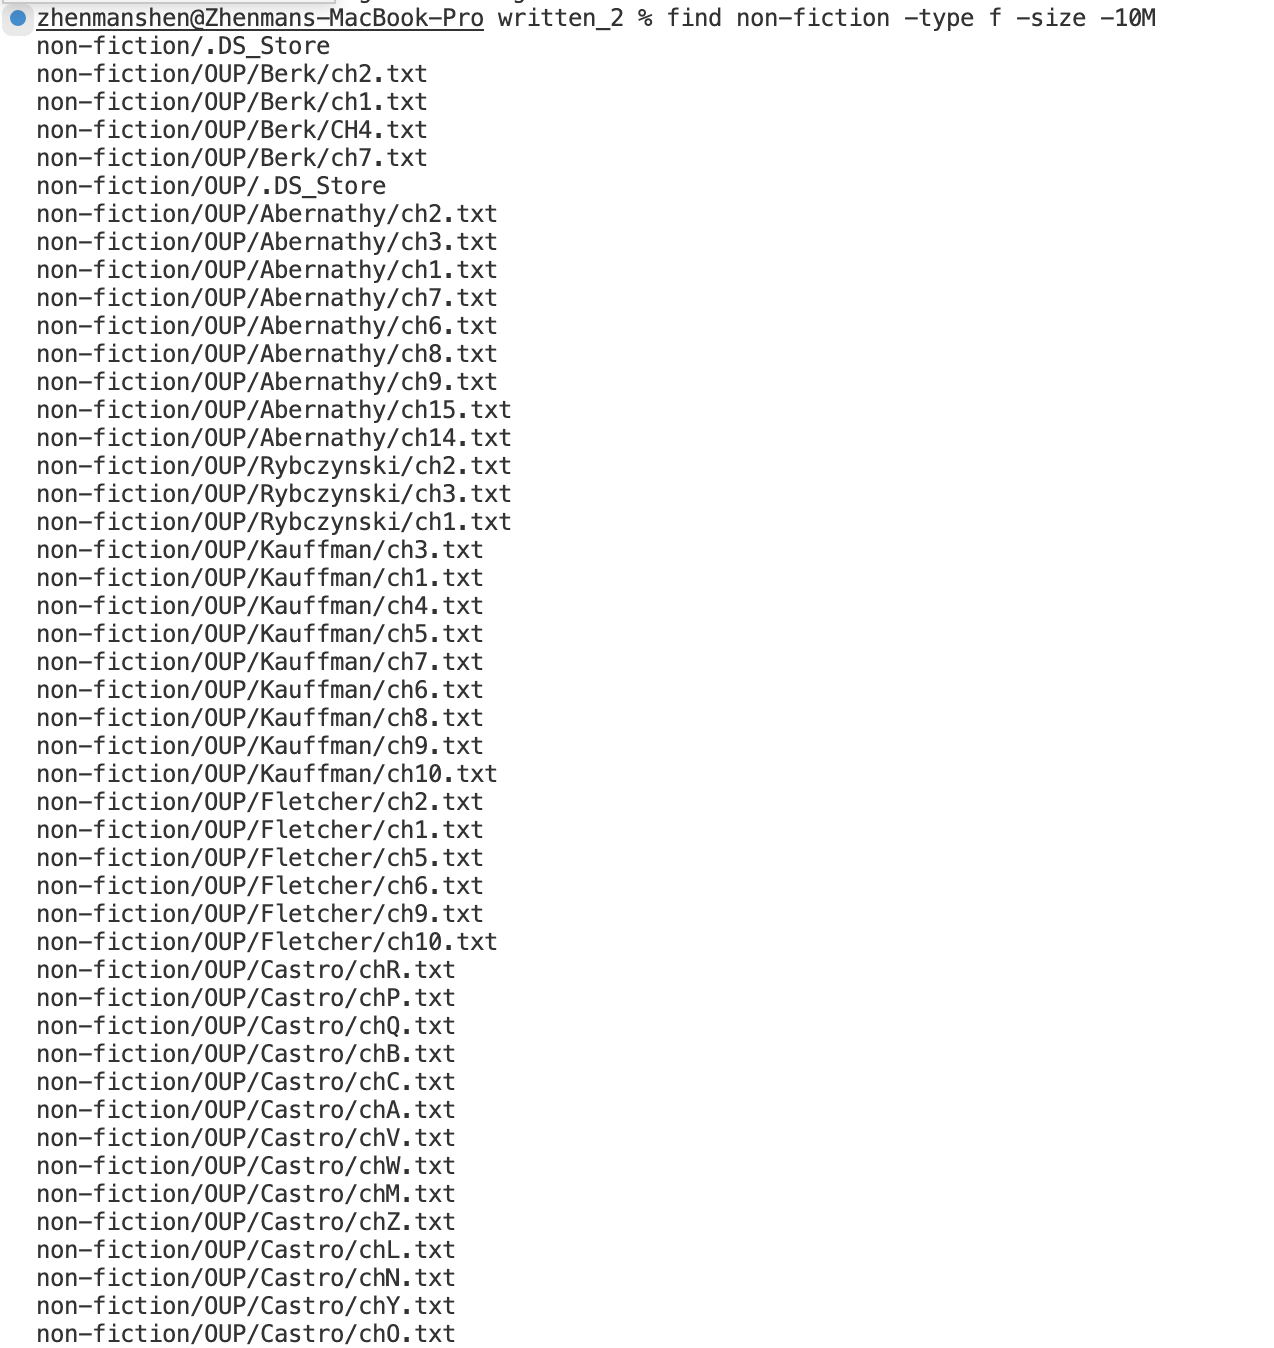 zhenmanshen@Zhenmans-MacBook-Pro written_2 % find non-fiction -type f -size -10M
non-fiction/.DS_Store
non-fiction/OUP/Berk/ch2.txt
non-fiction/OUP/Berk/ch1.txt
non-fiction/OUP/Berk/CH4.txt
non-fiction/OUP/Berk/ch7.txt
non-fiction/OUP/.DS_Store
non-fiction/OUP/Abernathy/ch2.txt
non-fiction/OUP/Abernathy/ch3.txt
non-fiction/OUP/Abernathy/ch1.txt
non-fiction/OUP/Abernathy/ch7.txt
non-fiction/OUP/Abernathy/ch6.txt
non-fiction/OUP/Abernathy/ch8.txt
non-fiction/OUP/Abernathy/ch9.txt
non-fiction/OUP/Abernathy/ch15.txt
non-fiction/OUP/Abernathy/ch14.txt
non-fiction/OUP/Rybczynski/ch2.txt
non-fiction/OUP/Rybczynski/ch3.txt
non-fiction/OUP/Rybczynski/ch1.txt
non-fiction/OUP/Kauffman/ch3.txt
non-fiction/OUP/Kauffman/ch1.txt
non-fiction/OUP/Kauffman/ch4.txt
non-fiction/OUP/Kauffman/ch5.txt
non-fiction/OUP/Kauffman/ch7.txt
non-fiction/OUP/Kauffman/ch6.txt
non-fiction/OUP/Kauffman/ch8.txt
non-fiction/OUP/Kauffman/ch9.txt
non-fiction/OUP/Kauffman/ch10.txt
non-fiction/OUP/Fletcher/ch2.txt
non-fiction/OUP/Fletcher/ch1.txt
non-fiction/OUP/Fletcher/ch5.txt
non-fiction/OUP/Fletcher/ch6.txt
non-fiction/OUP/Fletcher/ch9.txt
non-fiction/OUP/Fletcher/ch10.txt
non-fiction/OUP/Castro/chR.txt
non-fiction/OUP/Castro/chP.txt
non-fiction/OUP/Castro/chQ.txt
non-fiction/OUP/Castro/chB.txt
non-fiction/OUP/Castro/chC.txt
non-fiction/OUP/Castro/chA.txt
non-fiction/OUP/Castro/chV.txt
non-fiction/OUP/Castro/chW.txt
non-fiction/OUP/Castro/chM.txt
non-fiction/OUP/Castro/chZ.txt
non-fiction/OUP/Castro/chL.txt
non-fiction/OUP/Castro/chN.txt
non-fiction/OUP/Castro/chY.txt
non-fiction/OUP/Castro/chO.txt